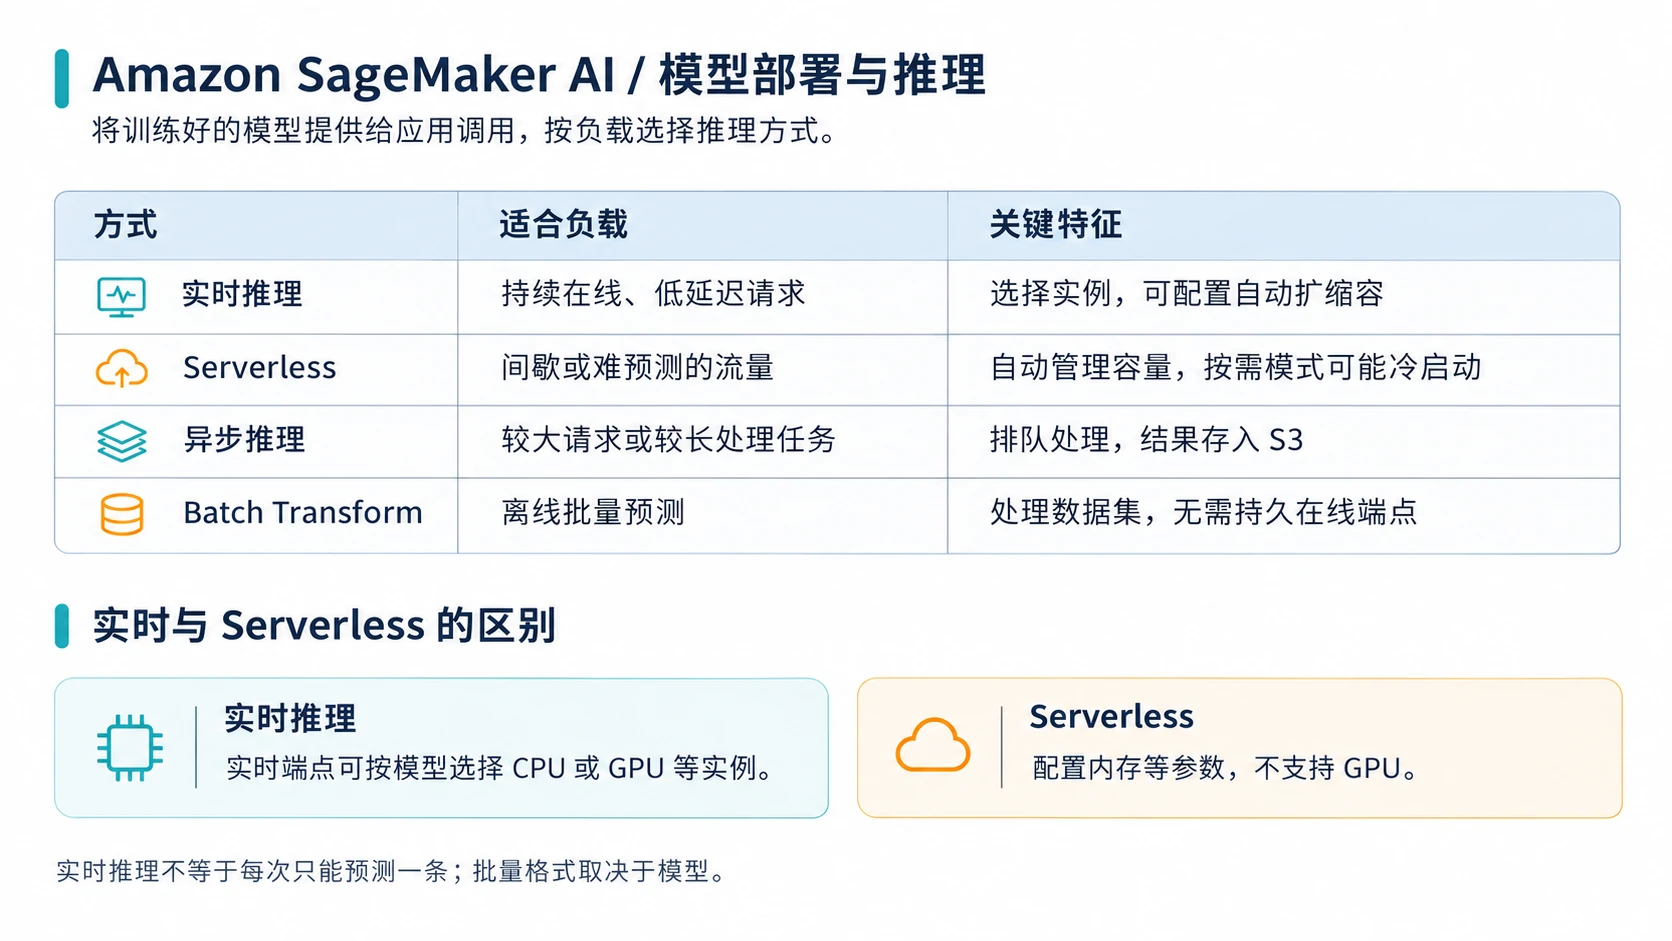 Amazon SageMaker AI / 模型部署与推理
将训练好的模型提供给应用调用，按负载选择推理方式。
方式 适合负载 关键特征
实时推理 持续在线、低延迟请求 选择实例，可配置自动扩缩容
Serverless 间歇或难预测的流量 自动管理容量，按需模式可能冷启动
异步推理 较大请求或较长处理任务 排队处理，结果存入 S3
Batch Transform 离线批量预测 处理数据集，无需持久在线端点
实时与 Serverless 的区别
实时推理
实时端点可按模型选择 CPU 或 GPU 等实例。
Serverless
配置内存等参数，不支持 GPU。
实时推理不等于每次只能预测一条；批量格式取决于模型。